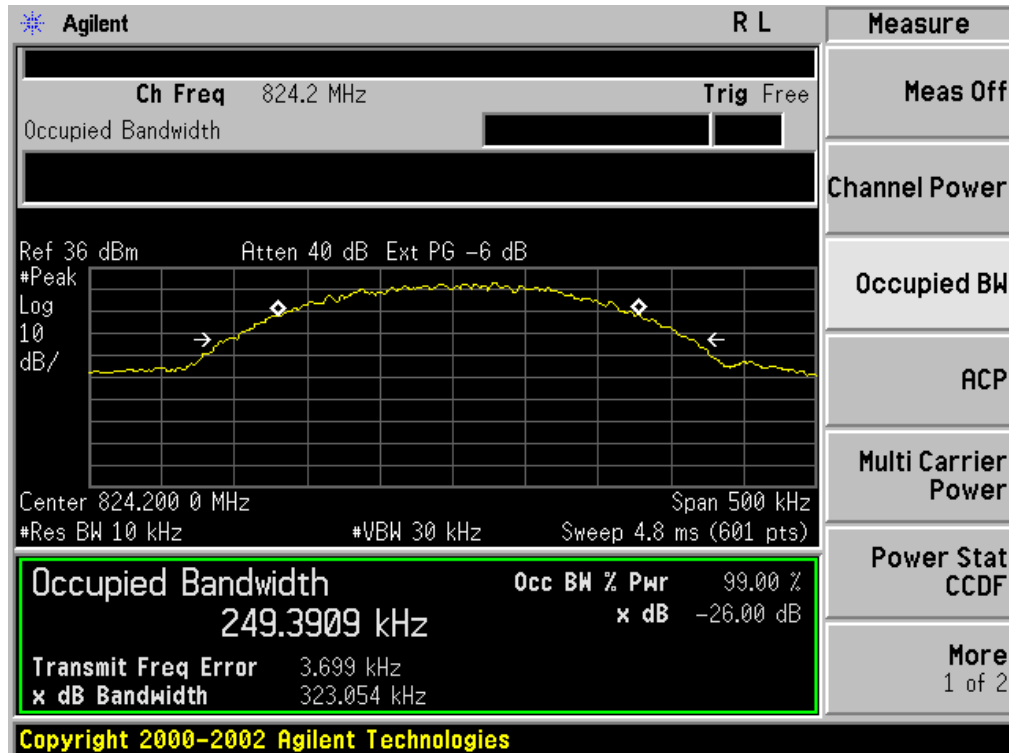 Agilent R L
Ch Freq 824.2 MHz Trig Free
Occupied Bandwidth
Ref 36 dBm Atten 40 dB Ext PG -6 dB
#Peak
Log
10
dB/
Center 824.200 0 MHz Span 500 kHz
#Res BW 10 kHz #VBW 30 kHz Sweep 4.8 ms (601 pts)
Occupied Bandwidth
249.3909 kHz
Occ BW % Pwr 99.00 %
x dB -26.00 dB
Transmit Freq Error 3.699 kHz
x dB Bandwidth 323.054 kHz
Copyright 2000-2002 Agilent Technologies
Measure
Meas Off
Channel Power
Occupied BW
ACP
Multi Carrier
Power
Power Stat
CCDF
More
1 of 2